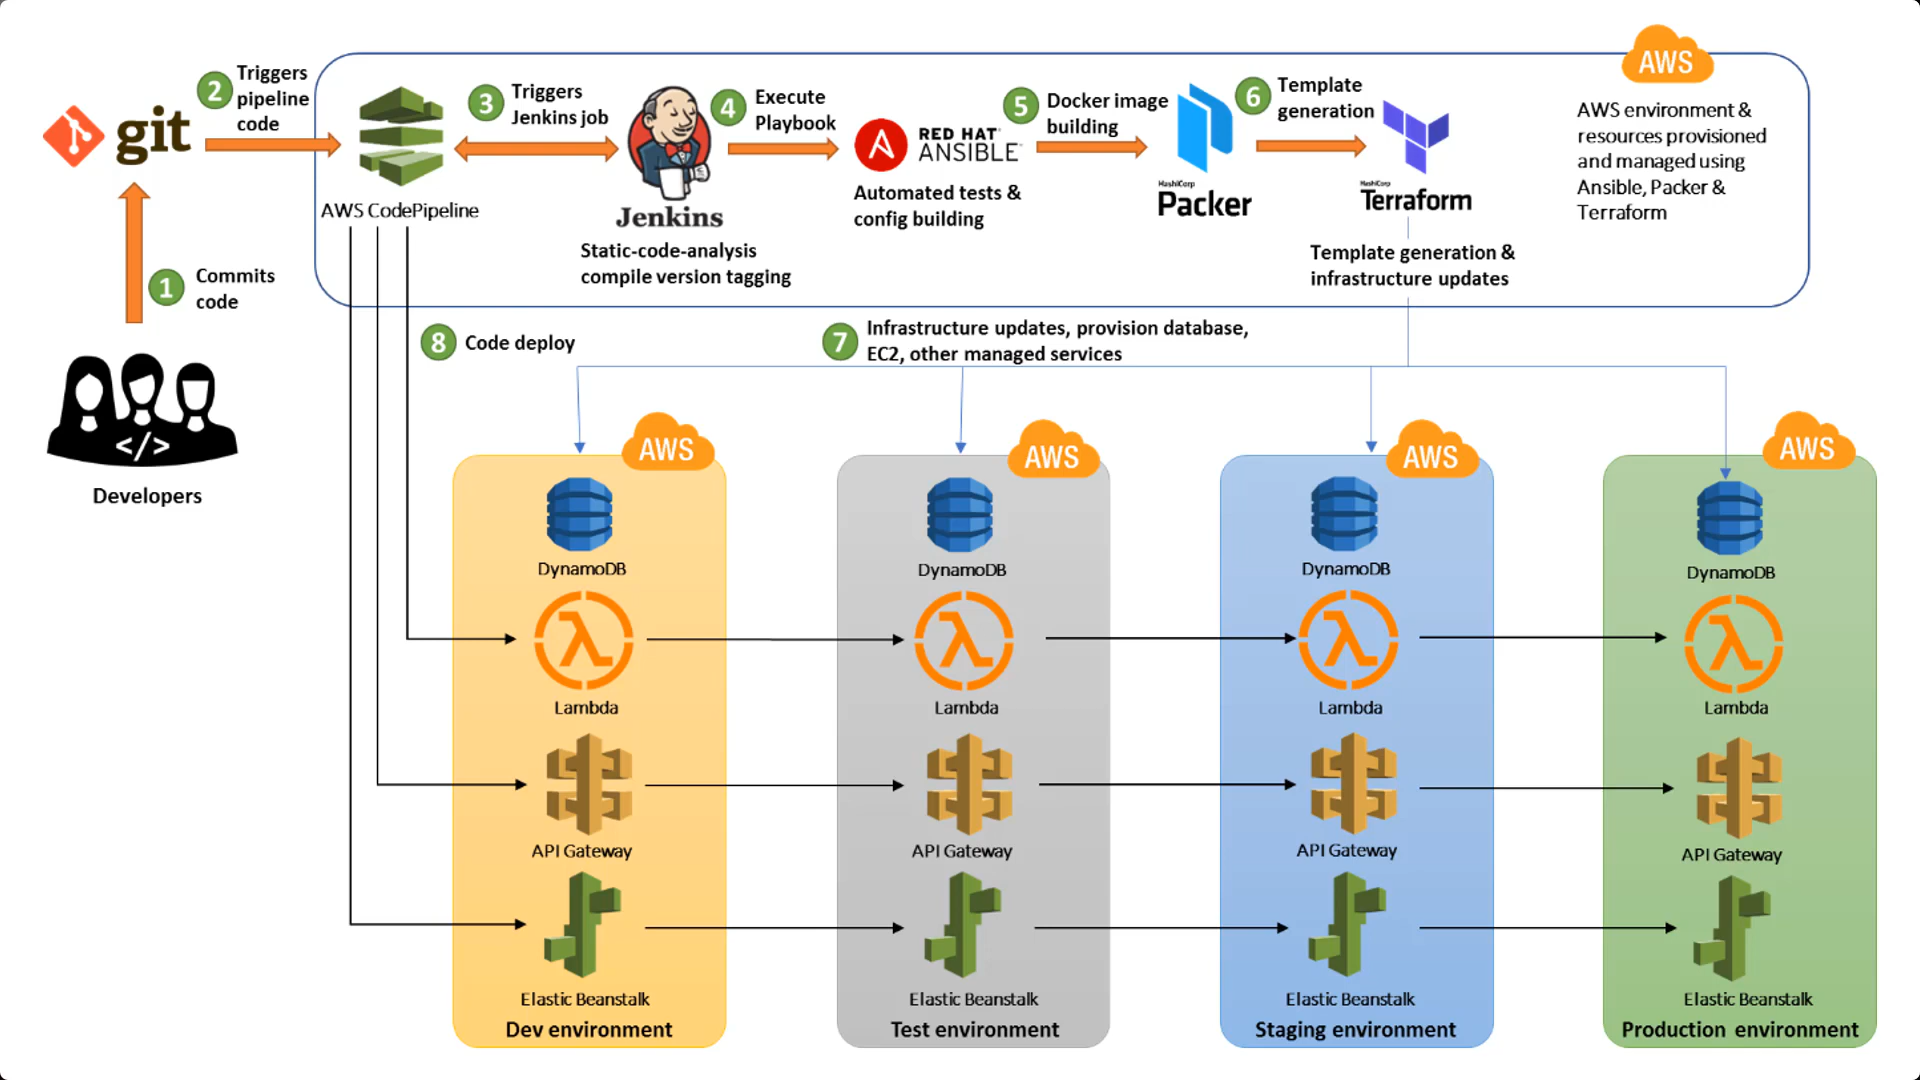 2
Triggers
pipeline
code
git
AWS CodePipeline
3
Triggers
Jenkins job
Jenkins
Static-code-analysis
compile version tagging
4
Execute
Playbook
A
RED HAT
ANSIBLE
Automated tests &
config building
5
Docker image
building
HashiCorp
Packer
6
Template
generation
HashiCorp
Terraform
Template generation &
infrastructure updates
AWS
AWS environment &
resources provisioned
and managed using
Ansible, Packer &
Terraform
1
Commits
code
</>
Developers
8
Code deploy
7
Infrastructure updates, provision database,
EC2, other managed services
AWS
DynamoDB
λ
Lambda
API Gateway
Elastic Beanstalk
Dev environment
AWS
DynamoDB
λ
Lambda
API Gateway
Elastic Beanstalk
Test environment
AWS
DynamoDB
λ
Lambda
API Gateway
Elastic Beanstalk
Staging environment
AWS
DynamoDB
λ
Lambda
API Gateway
Elastic Beanstalk
Production environment